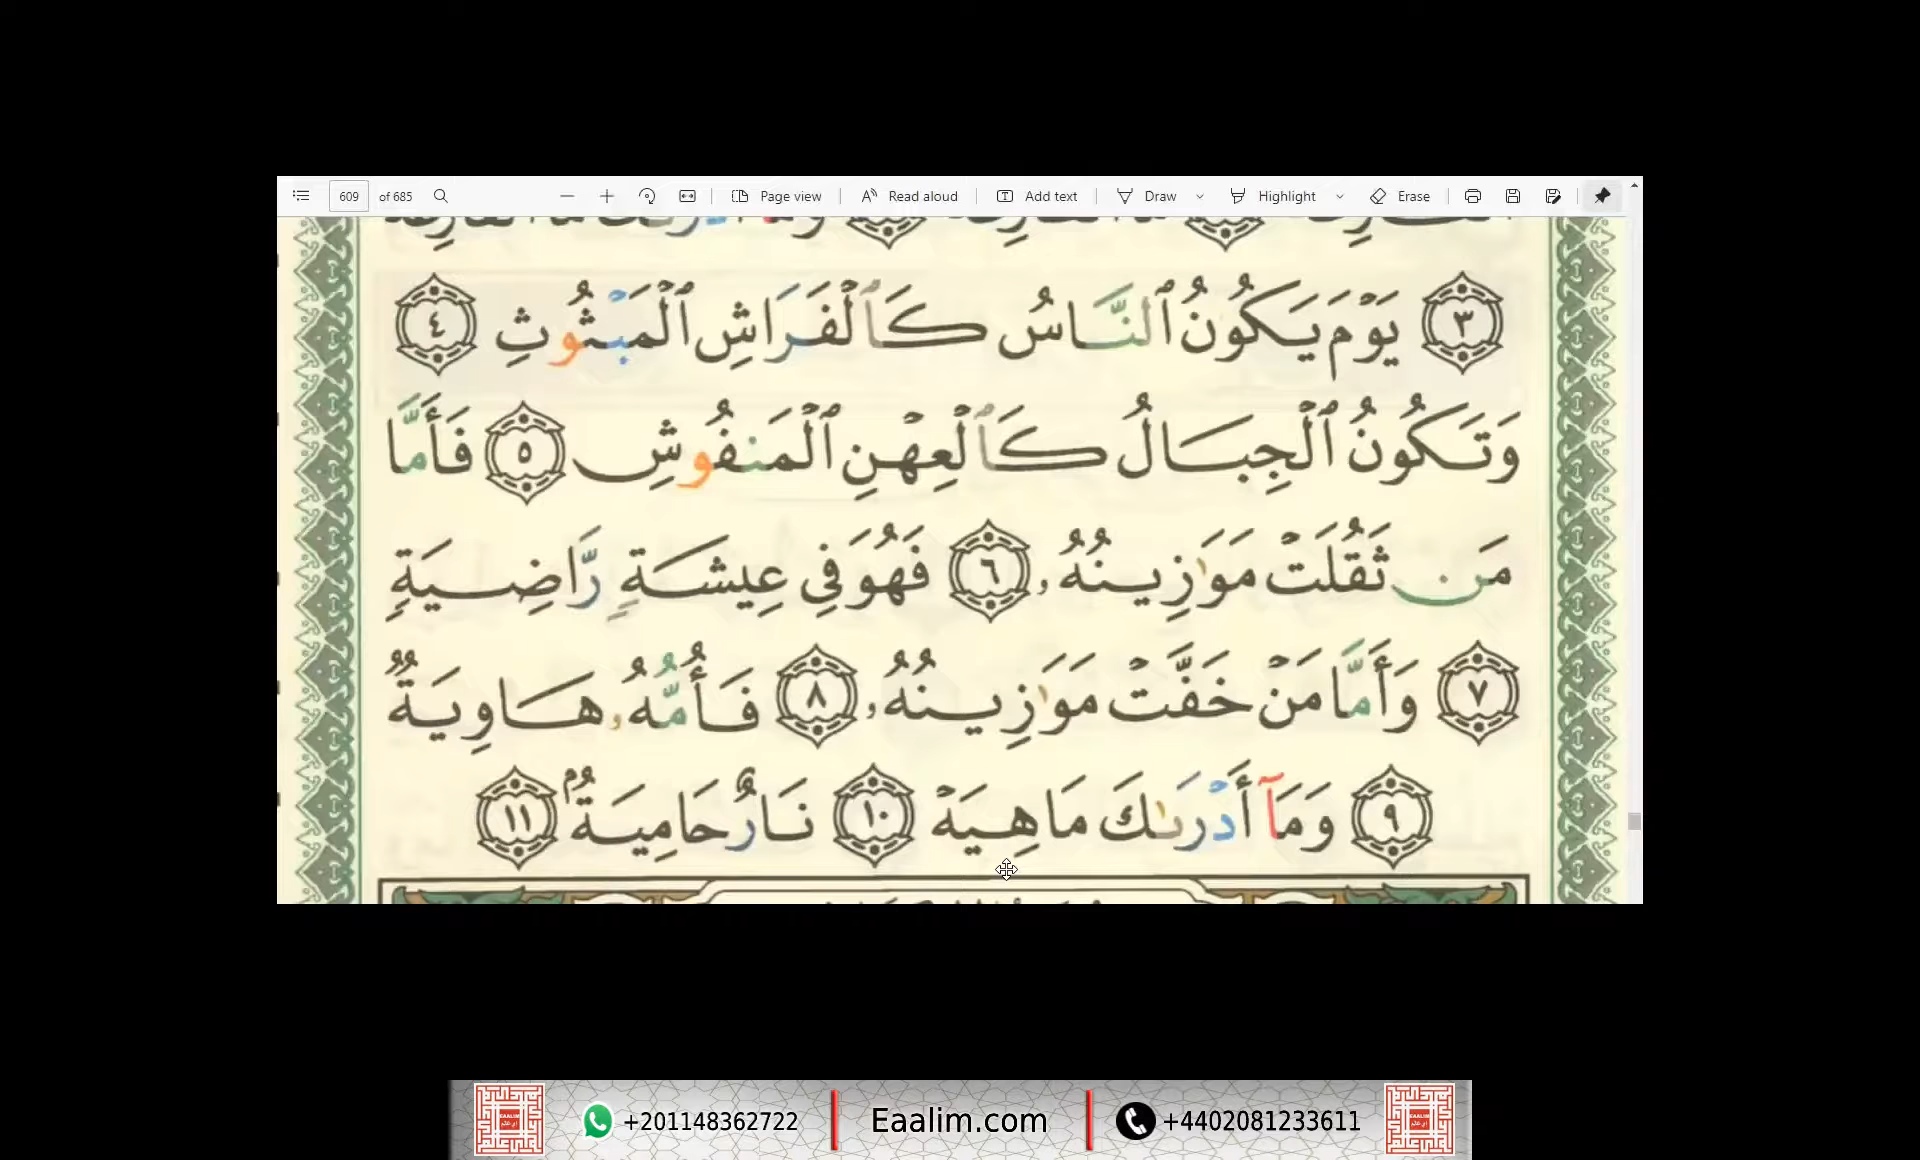 609 of 685 Page view Read aloud Add text Draw Highlight Erase
٣ يَوْمَ يَكُونُ ٱلنَّاسُ كَٱلْفَرَاشِ ٱلْمَبْثُوثِ ٤
وَتَكُونُ ٱلْجِبَالُ كَٱلْعِهْنِ ٱلْمَنفُوشِ ٥ فَأَمَّا
مَن ثَقُلَتْ مَوَٰزِينُهُۥ ٦ فَهُوَ فِي عِيشَةٍ رَّاضِيَةٍ
٧ وَأَمَّا مَنْ خَفَّتْ مَوَٰزِينُهُۥ ٨ فَأُمُّهُۥ هَاوِيَةٌ
٩ وَمَآ أَدْرَىٰكَ مَا هِيَهْ ١٠ نَارٌ حَامِيَةٌۢ ١١
+201148362722 Eaalim.com +4402081233611